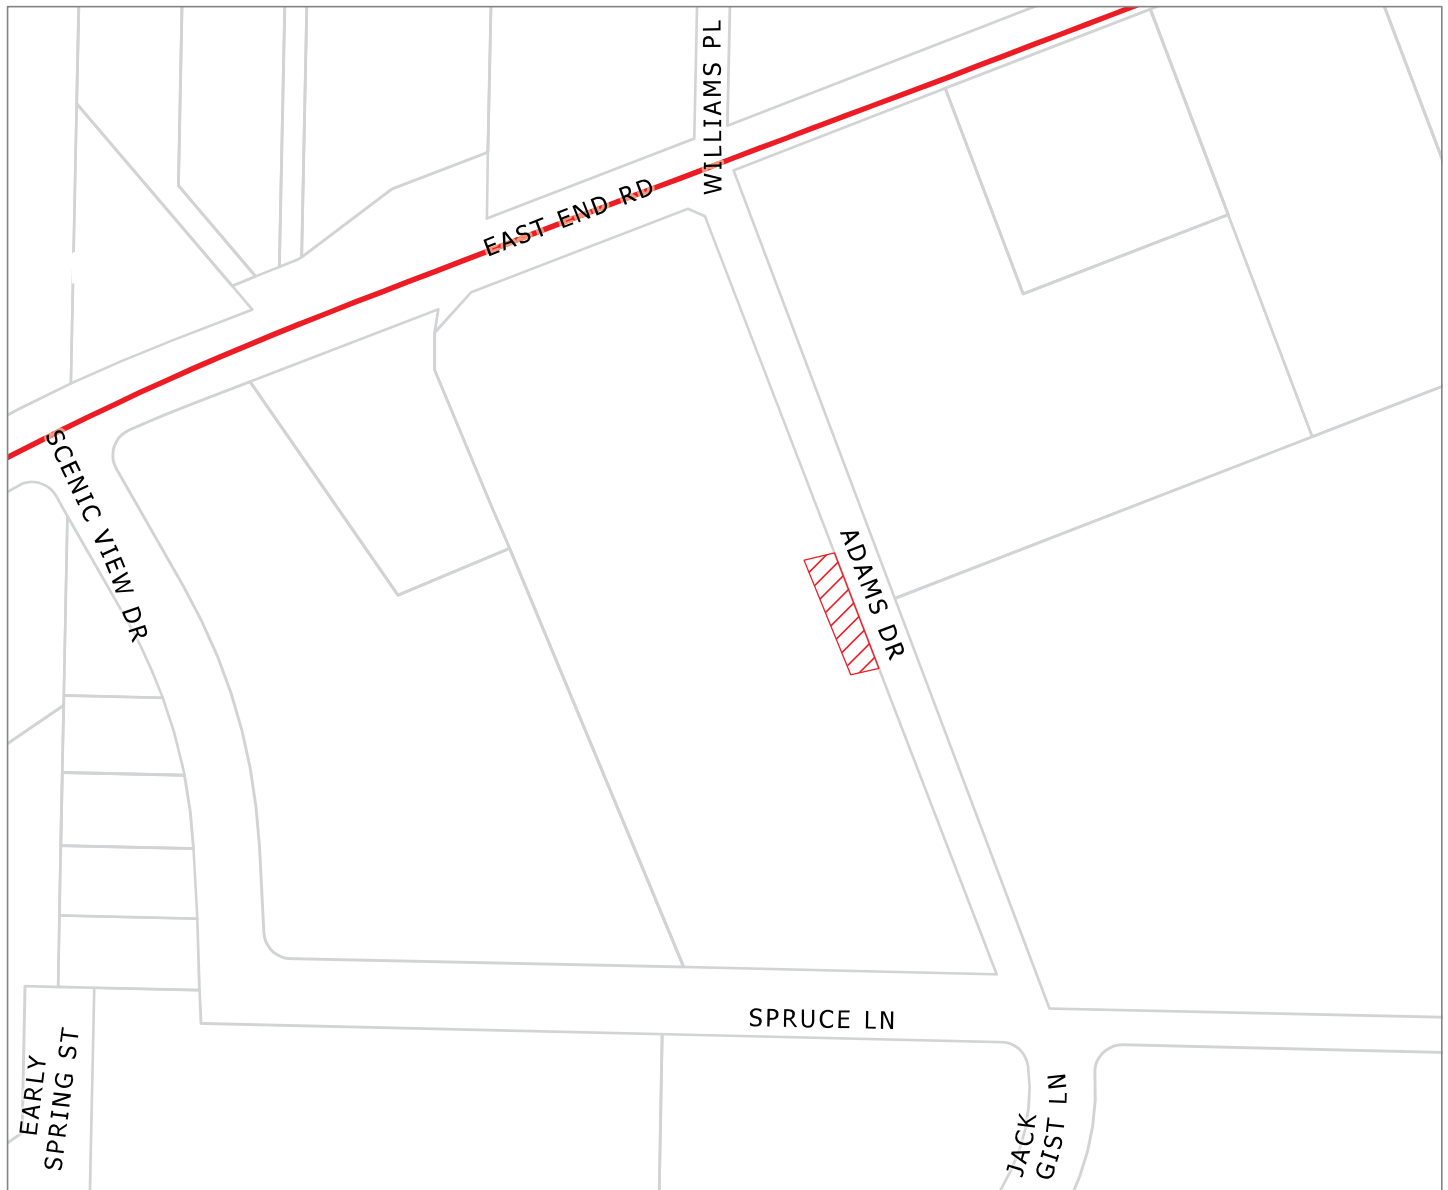 WILLIAMS PL
EAST END RD
SCENIC VIEW DR
ADAMS DR
SPRUCE LN
EARLY
SPRING ST
JACK
GIST LN